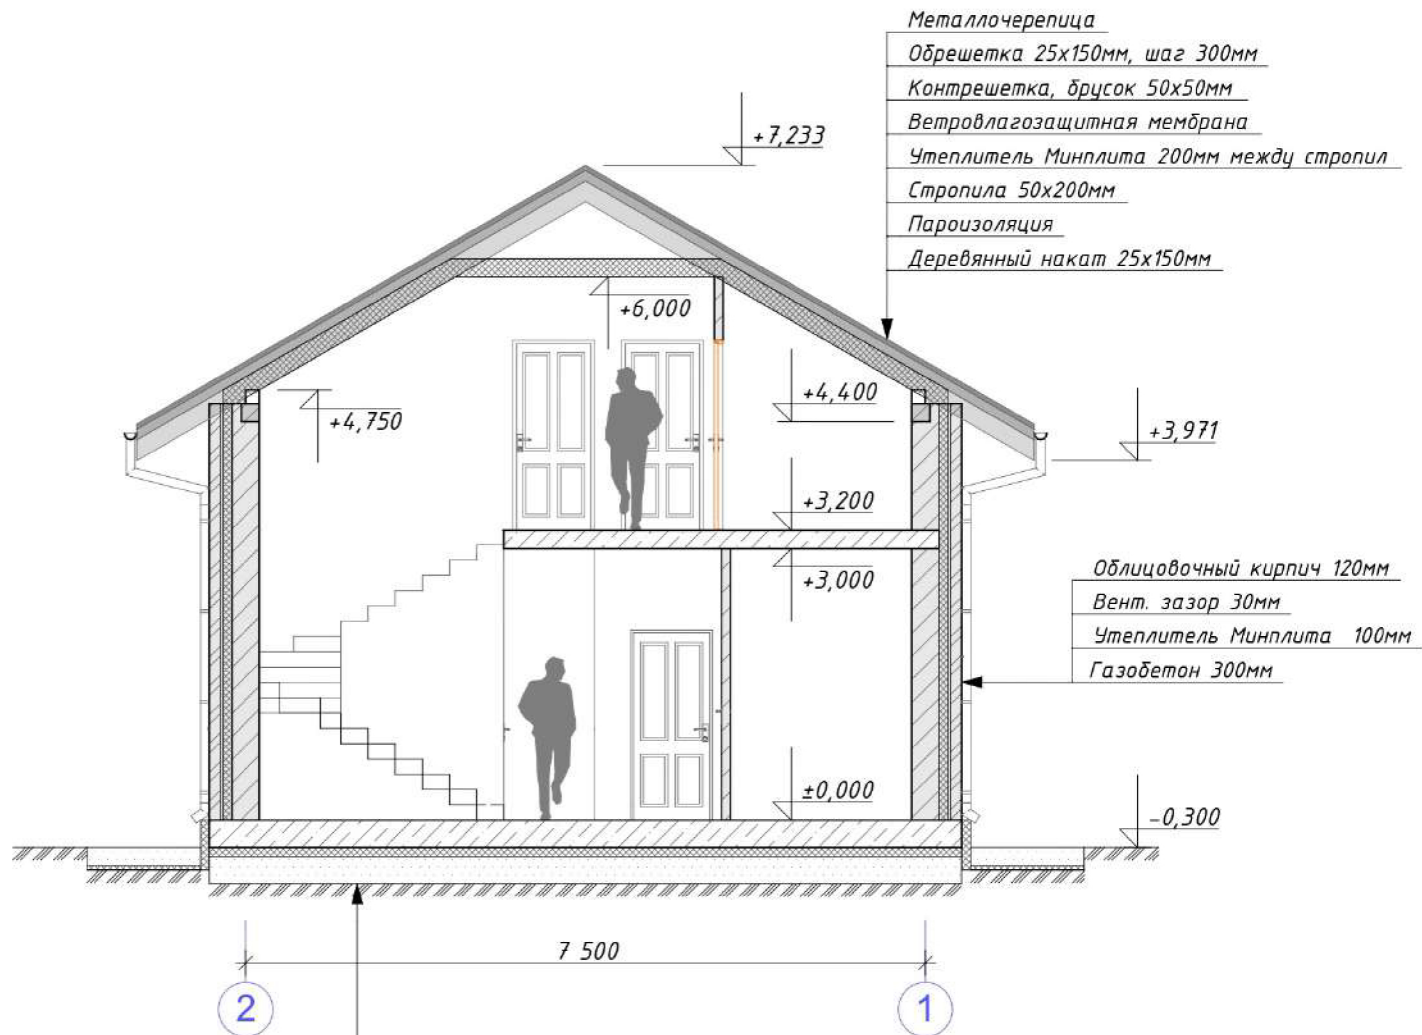 Металлочерепица
Обрешетка 25х150мм, шаг 300мм
Контрешетка, брусок 50х50мм
Ветровлагозащитная мембрана
Утеплитель Минплита 200мм между стропил
Стропила 50х200мм
Пароизоляция
Деревянный накат 25х150мм
+7,233
+6,000
+4,750
+4,400
+3,971
+3,200
+3,000
Облицовочный кирпич 120мм
Вент. зазор 30мм
Утеплитель Минплита 100мм
Газобетон 300мм
±0,000
-0,300
7 500
2
1